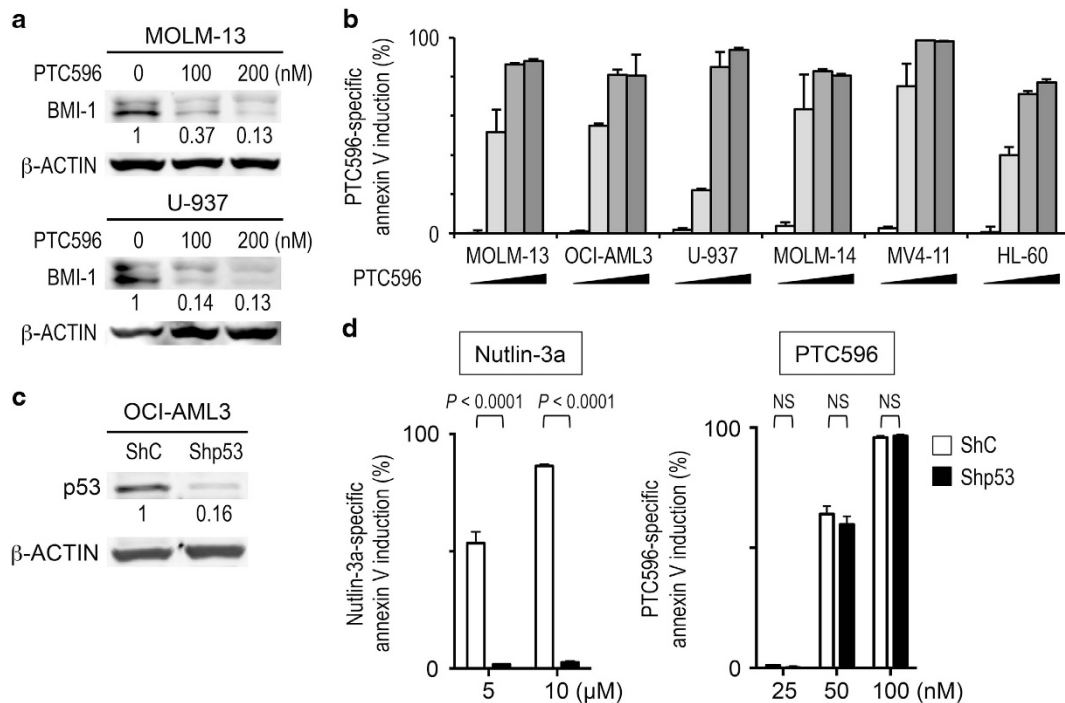 a
MOLM-13
PTC596 0 100 200 (nM)
BMI-1
1 0.37 0.13
β-ACTIN
U-937
PTC596 0 100 200 (nM)
BMI-1
1 0.14 0.13
β-ACTIN
b
PTC596-specific
annexin V induction (%)
100
0
MOLM-13 OCI-AML3 U-937 MOLM-14 MV4-11 HL-60
PTC596
c
OCI-AML3
ShC Shp53
p53
1 0.16
β-ACTIN
d
Nutlin-3a
P < 0.0001 P < 0.0001
Nutlin-3a-specific
annexin V induction (%)
100
0
5 10 (μM)
PTC596
NS NS NS
PTC596-specific
annexin V induction (%)
100
0
25 50 100 (nM)
ShC
Shp53